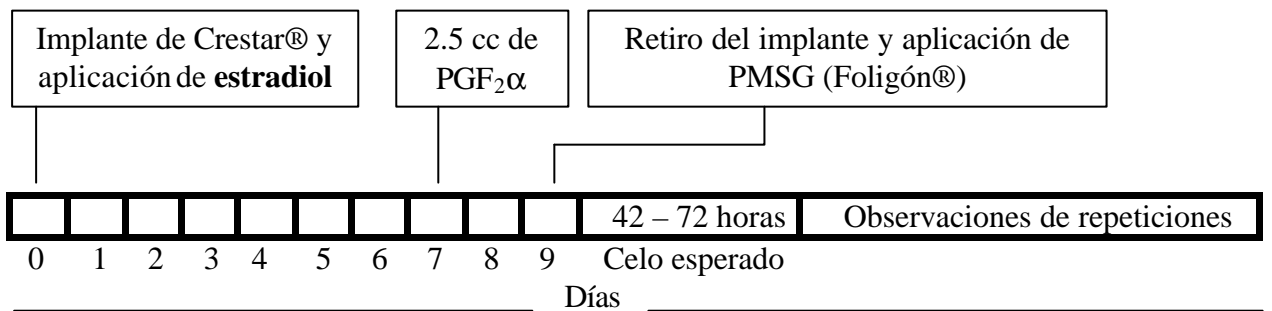 Implante de Crestar® y
aplicación de estradiol
2.5 cc de
PGF₂α
Retiro del implante y aplicación de
PMSG (Foligón®)
42 – 72 horas
Observaciones de repeticiones
0 1 2 3 4 5 6 7 8 9 Celo esperado
Días